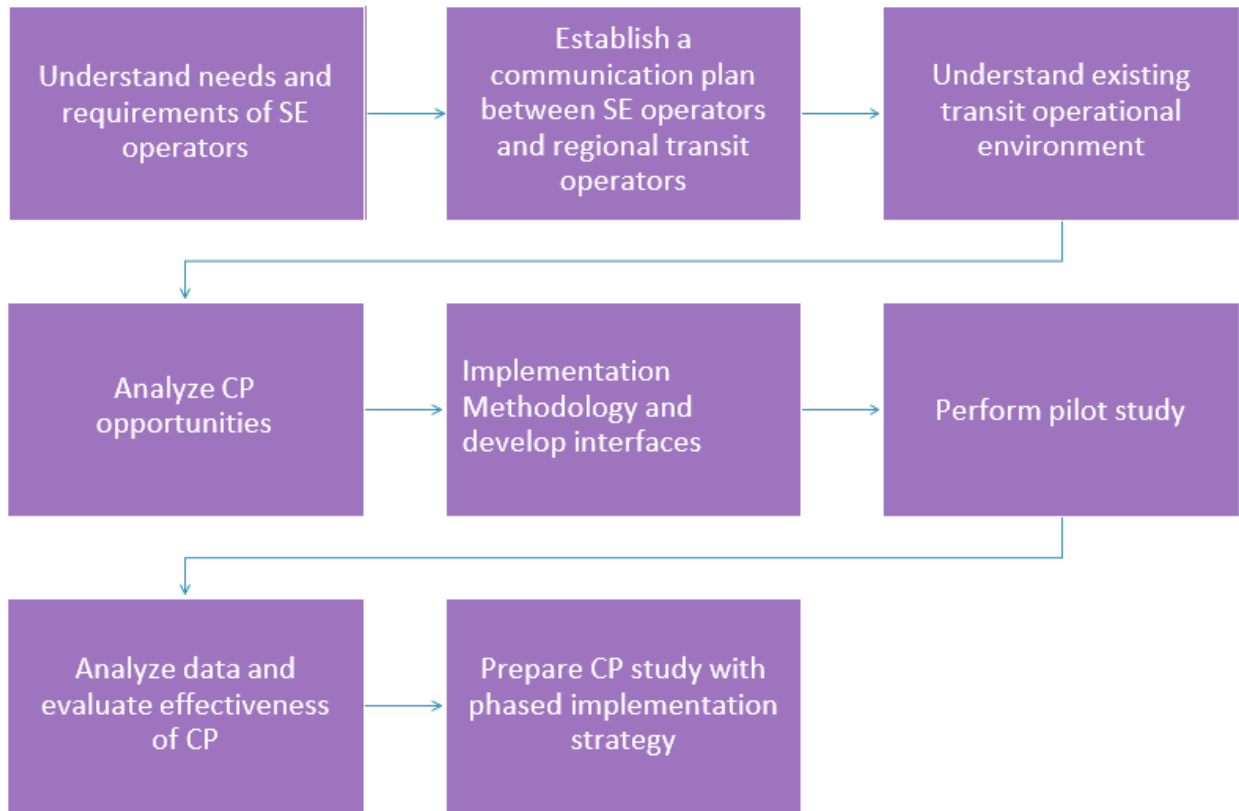 Understand needs and
requirements of SE
operators
Establish a
communication plan
between SE operators
and regional transit
operators
Understand existing
transit operational
environment
Analyze CP
opportunities
Implementation
Methodology and
develop interfaces
Perform pilot study
Analyze data and
evaluate effectiveness
of CP
Prepare CP study with
phased implementation
strategy